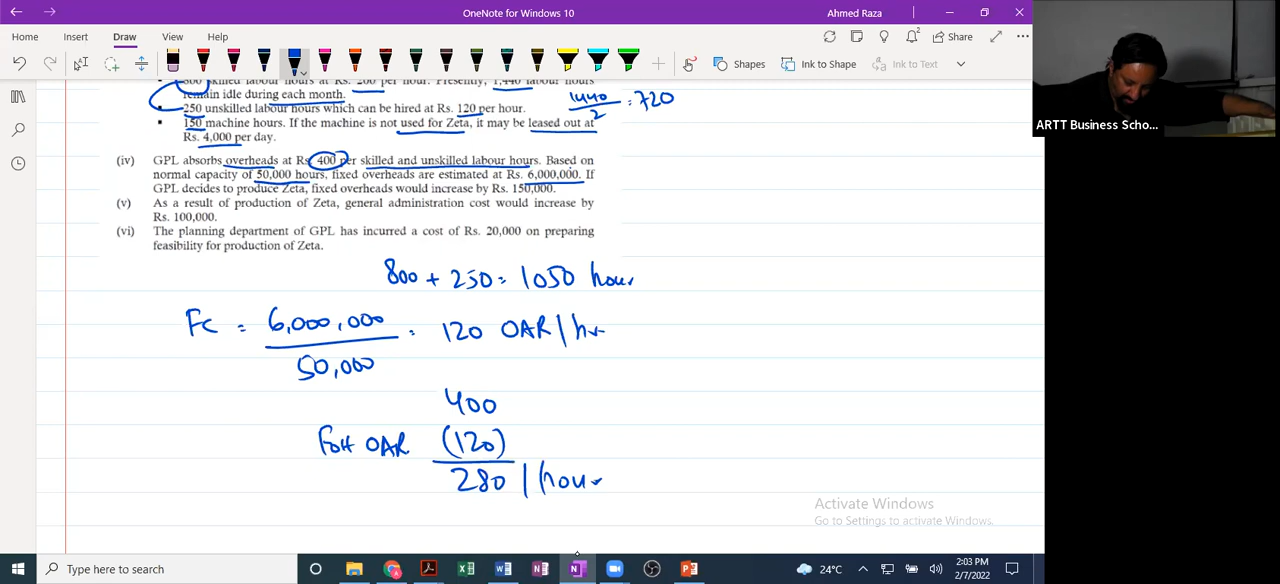 OneNote for Windows 10
Ahmed Raza
Home Insert Draw View Help
Share
Shapes
Ink to Shape
Ink to Text
800 skilled labour hours at Rs. 200 per hour. Presently, 1,440 labour hours
remain idle during each month.
1440/2 = 720
250 unskilled labour hours which can be hired at Rs. 120 per hour.
150 machine hours. If the machine is not used for Zeta, it may be leased out at
Rs. 4,000 per day.
(iv) GPL absorbs overheads at Rs. 400 per skilled and unskilled labour hours. Based on
normal capacity of 50,000 hours, fixed overheads are estimated at Rs. 6,000,000. If
GPL decides to produce Zeta, fixed overheads would increase by Rs. 150,000.
(v) As a result of production of Zeta, general administration cost would increase by
Rs. 100,000.
(vi) The planning department of GPL has incurred a cost of Rs. 20,000 on preparing
feasibility for production of Zeta.
800 + 250 = 1050 hour
FC = 6,000,000 / 50,000 = 120 OAR/hr
400
FOH OAR (120)
280 / hour
ARTT Business Scho...
Activate Windows
Go to Settings to activate Windows.
Type here to search
24°C
2:03 PM
2/7/2022